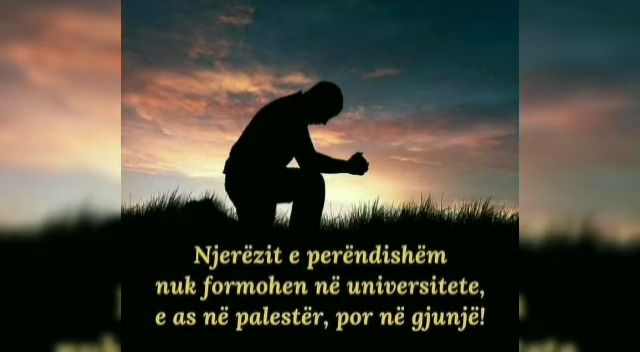 Njerëzit e perëndishëm
nuk formohen në universitete,
e as në palestër, por në gjunjë!